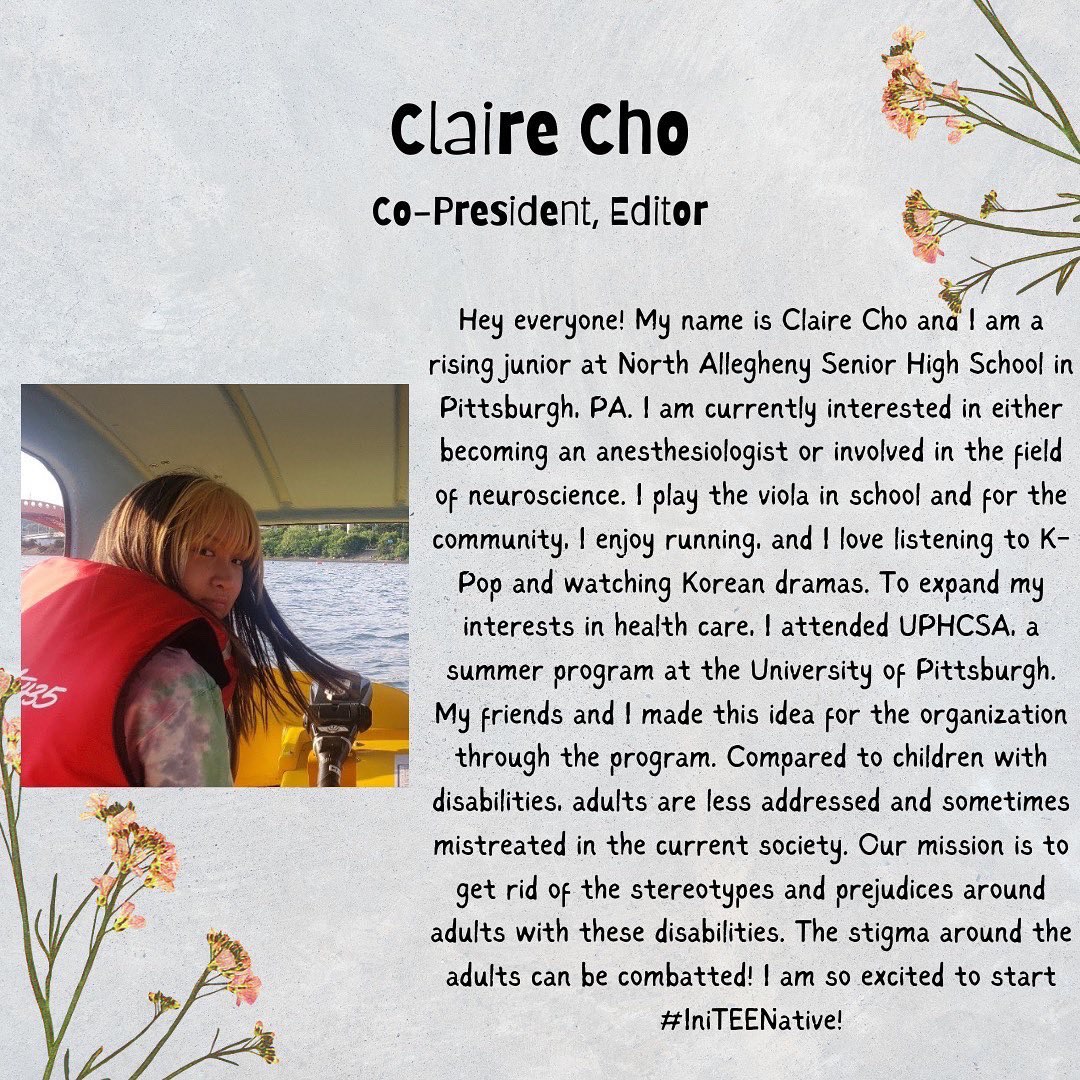 Claire Cho
Co-President, Editor
Hey everyone! My name is Claire Cho and I am a
rising junior at North Allegheny Senior High School in
Pittsburgh, PA. I am currently interested in either
becoming an anesthesiologist or involved in the field
of neuroscience. I play the viola in school and for the
community, I enjoy running, and I love listening to K-
Pop and watching Korean dramas. To expand my
interests in health care, I attended UPHCSA, a
summer program at the University of Pittsburgh.
My friends and I made this idea for the organization
through the program. Compared to children with
disabilities, adults are less addressed and sometimes
mistreated in the current society. Our mission is to
get rid of the stereotypes and prejudices around
adults with these disabilities. The stigma around the
adults can be combatted! I am so excited to start
#IniTEENative!